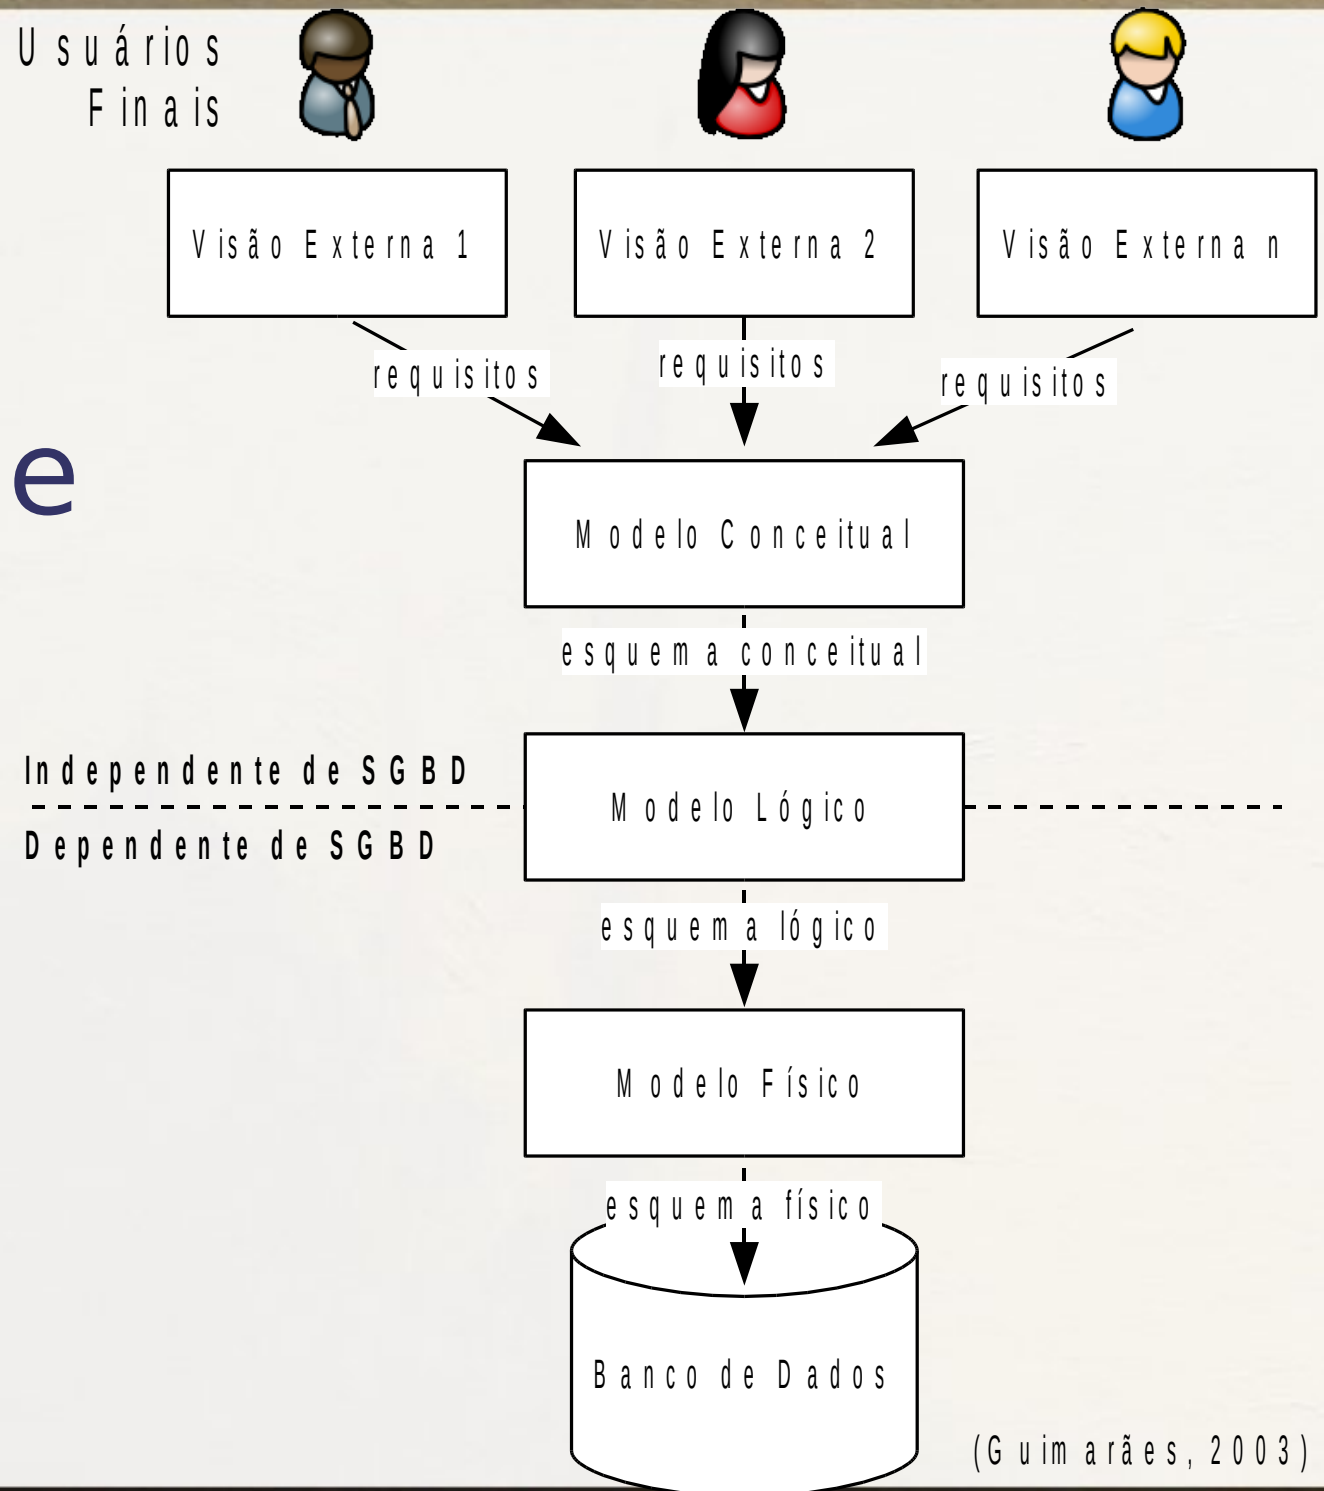 Usuários
Finais
Visão Externa 1
Visão Externa 2
Visão Externa n
requisitos
requisitos
requisitos
e
Modelo Conceitual
esquema conceitual
Independente de SGBD
Modelo Lógico
Dependente de SGBD
esquema lógico
Modelo Físico
esquema físico
Banco de Dados
(Guimarães, 2003)